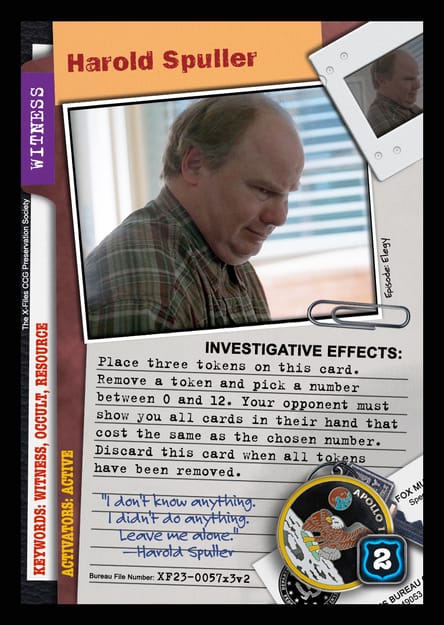 Harold Spuller
WITNESS
The X-Files CCG Preservation Society
KEYWORDS: WITNESS, OCCULT, RESOURCE
ACTIVATORS: ACTIVE
Episode: Elegy
INVESTIGATIVE EFFECTS:
Place three tokens on this card.
Remove a token and pick a number
between 0 and 12. Your opponent must
show you all cards in their hand that
cost the same as the chosen number.
Discard this card when all tokens
have been removed.
"I don't know anything.
I didn't do anything.
Leave me alone."
—Harold Spuller
Bureau File Number: XF23-0057x3v2
APOLLO
2
FOX MU
S BUREAU
49053